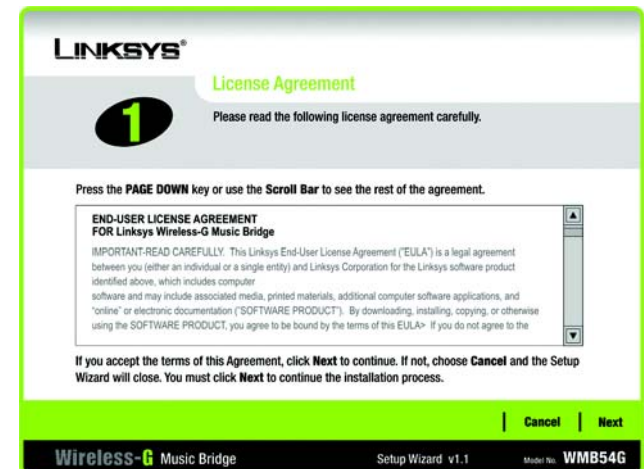 LINKSYS®
License Agreement
1
Please read the following license agreement carefully.
Press the PAGE DOWN key or use the Scroll Bar to see the rest of the agreement.
END-USER LICENSE AGREEMENT
FOR Linksys Wireless-G Music Bridge
IMPORTANT-READ CAREFULLY. This Linksys End-User License Agreement ("EULA") is a legal agreement
between you (either an individual or a single entity) and Linksys Corporation for the Linksys software product
identified above, which includes computer
software and may include associated media, printed materials, additional computer software applications, and
"online" or electronic documentation ("SOFTWARE PRODUCT"). By downloading, installing, copying, or otherwise
using the SOFTWARE PRODUCT, you agree to be bound by the terms of this EULA> If you do not agree to the
If you accept the terms of this Agreement, click Next to continue. If not, choose Cancel and the Setup
Wizard will close. You must click Next to continue the installation process.
Cancel Next
Wireless-G Music Bridge Setup Wizard v1.1 Model No. WMB54G